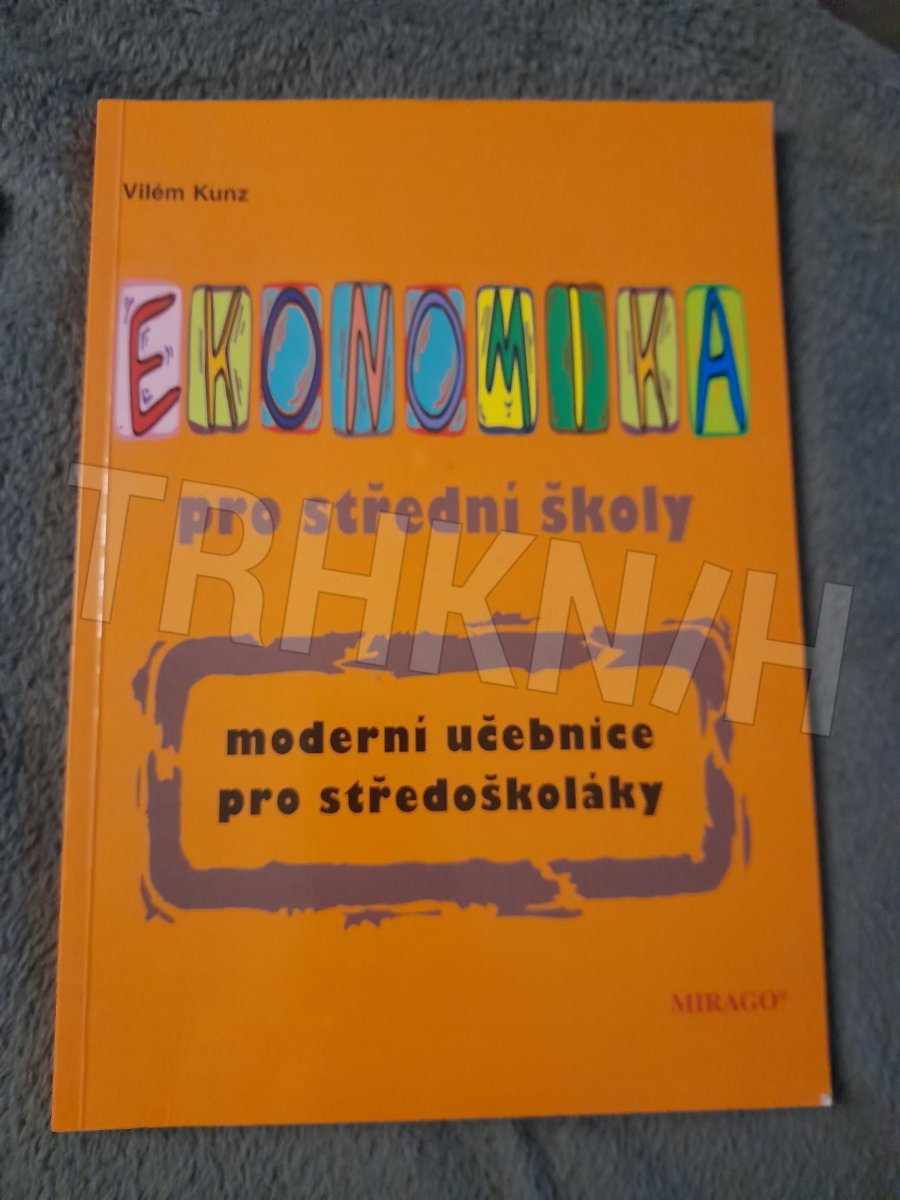 Vilém Kunz
EKONOMIKA
pro střední školy
TRHKNIH
moderní učebnice
pro středoškoláky
MIRAGO®